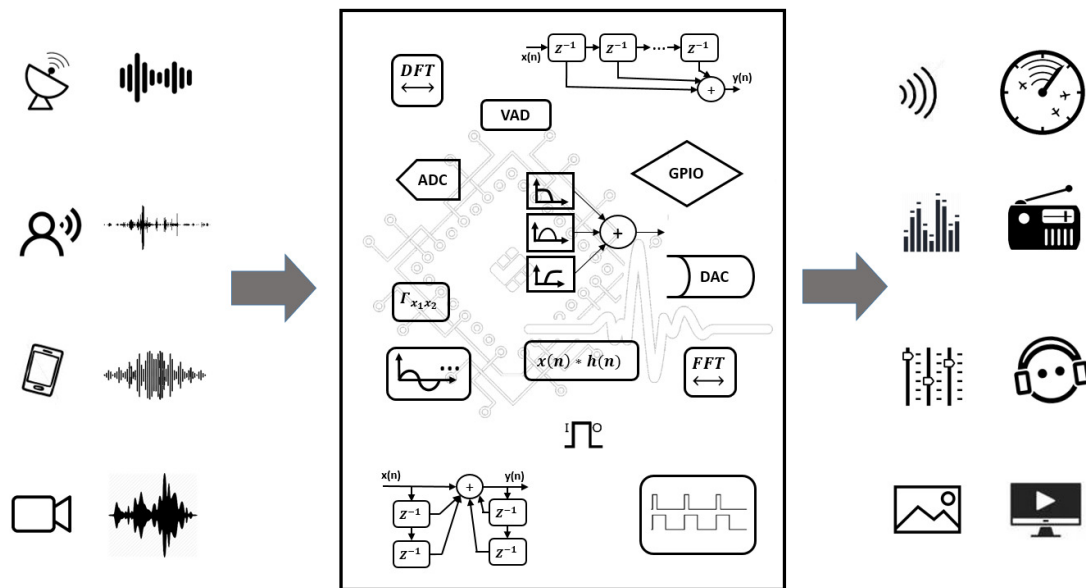 x(n) Z⁻¹ Z⁻¹ ... Z⁻¹
y(n)
+
DFT
↔
VAD
ADC
GPIO
+
DAC
Γx₁x₂
...
x(n) * h(n)
FFT
↔
I O
x(n) + y(n)
Z⁻¹ Z⁻¹
Z⁻¹ Z⁻¹